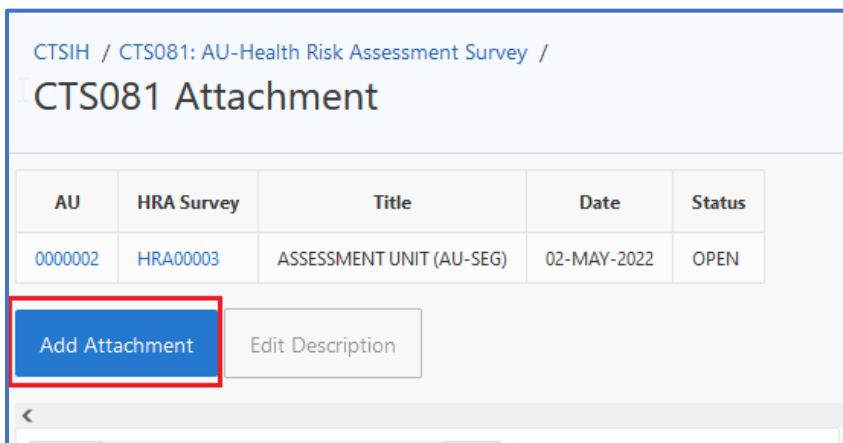 CTSIH / CTS081: AU-Health Risk Assessment Survey /
CTS081 Attachment
AU HRA Survey Title Date Status
0000002 HRA00003 ASSESSMENT UNIT (AU-SEG) 02-MAY-2022 OPEN
Add Attachment Edit Description